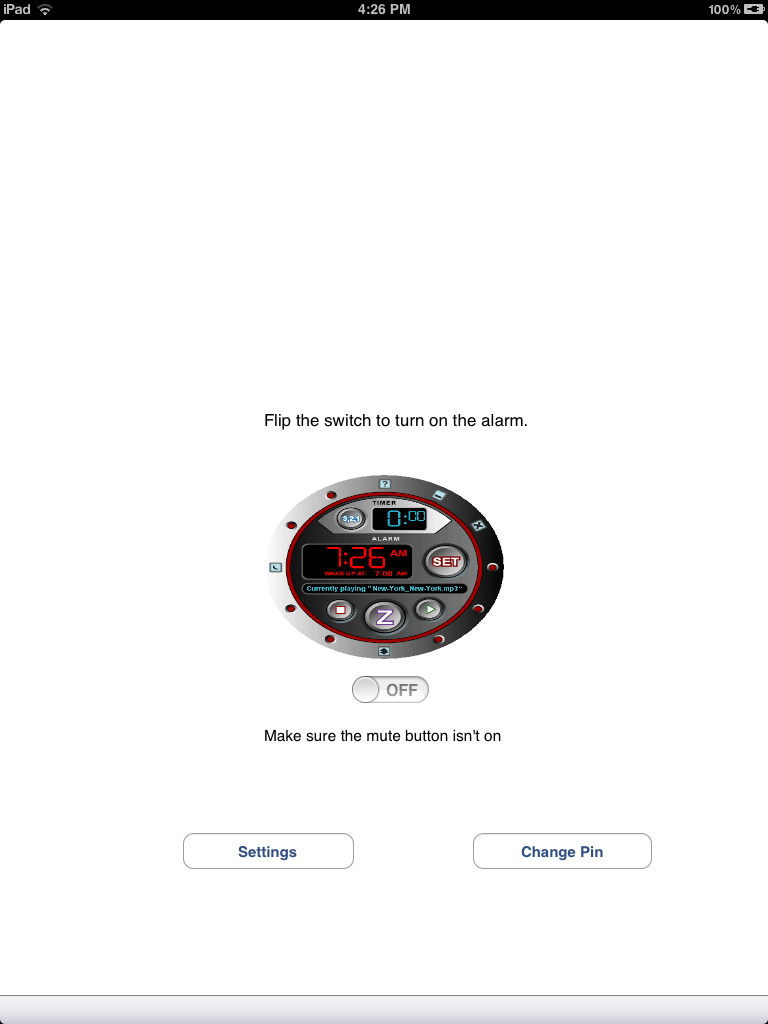 iPad 4:26 PM 100%
Flip the switch to turn on the alarm.
?
TIMER
3,2,1 0:00
ALARM
7:26 AM
SET
WAKE UP AT: 7:00 AM
Currently playing "New-York_New-York.mp3"
Z
OFF
Make sure the mute button isn't on
Settings Change Pin